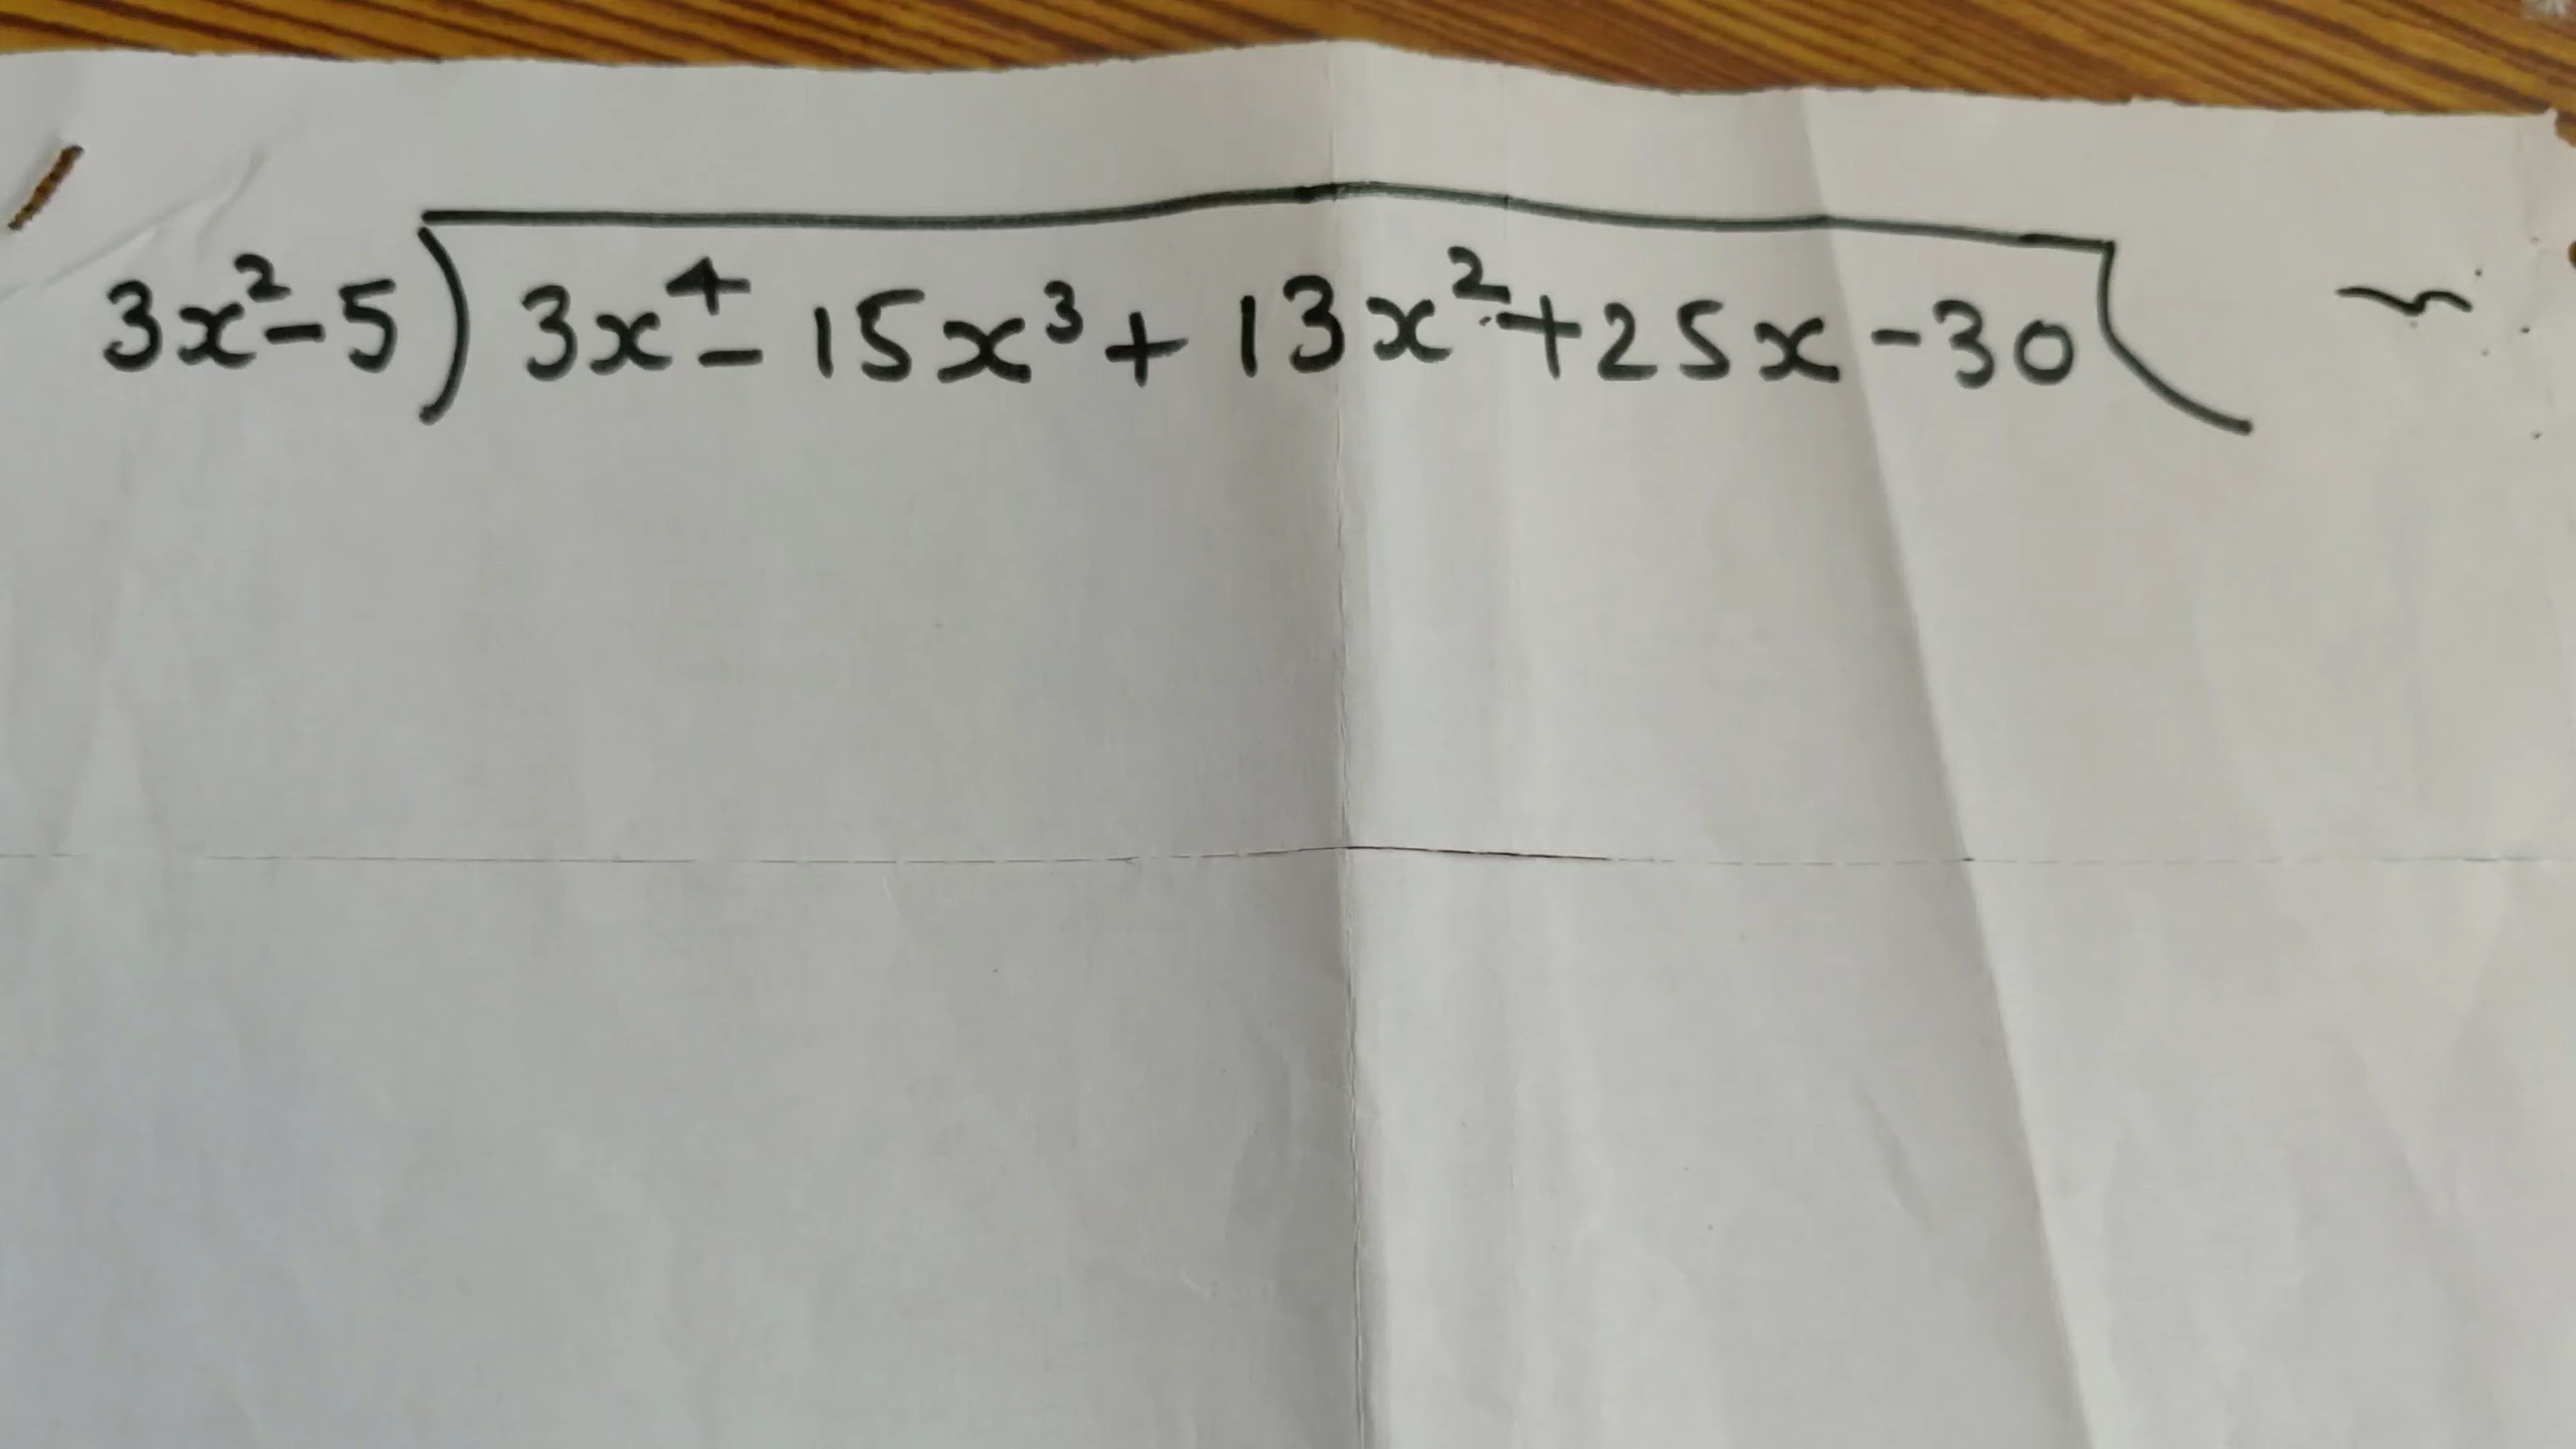 3x²-5) 3x⁴ - 15x³ + 13x² + 25x - 30 (